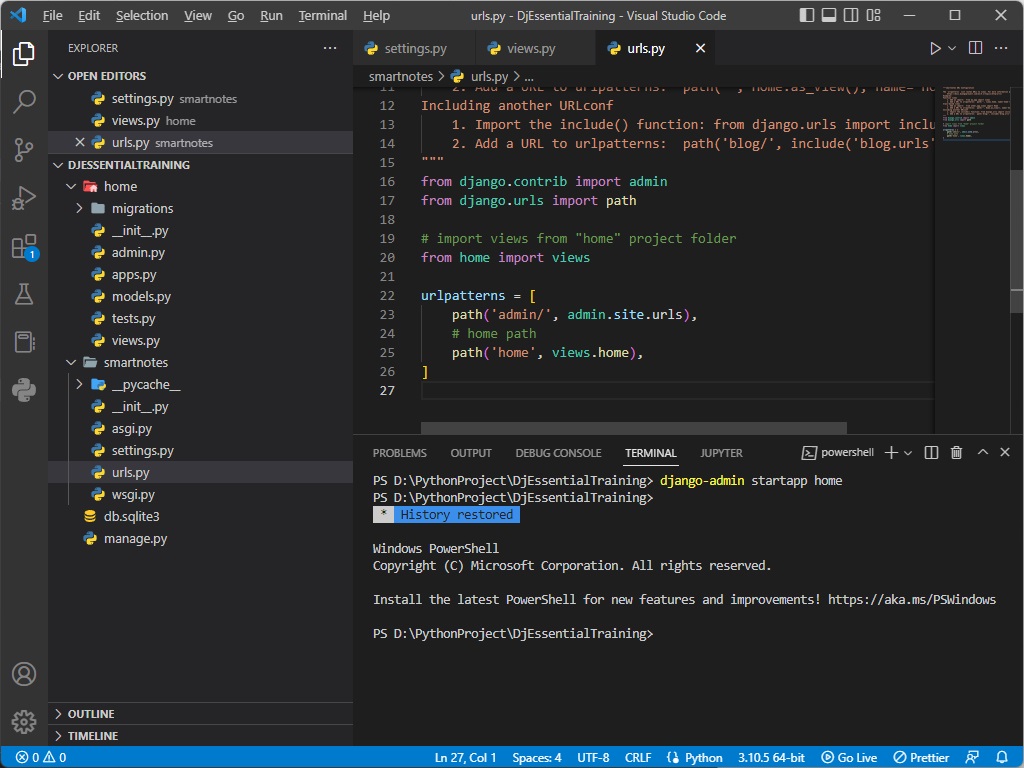 File Edit Selection View Go Run Terminal Help urls.py - DjEssentialTraining - Visual Studio Code
EXPLORER ···
OPEN EDITORS
settings.py smartnotes
views.py home
urls.py smartnotes
DJESSENTIALTRAINING
home
migrations
__init__.py
admin.py
apps.py
models.py
tests.py
views.py
smartnotes
__pycache__
__init__.py
asgi.py
settings.py
urls.py
wsgi.py
db.sqlite3
manage.py
OUTLINE
TIMELINE
1
settings.py views.py urls.py
smartnotes > urls.py > ...
11 2. Add a URL to urlpatterns: path('', Home.as_view(), name='ho
12 Including another URLconf
13 1. Import the include() function: from django.urls import inclu
14 2. Add a URL to urlpatterns: path('blog/', include('blog.urls'
15 """
16 from django.contrib import admin
17 from django.urls import path
18
19 # import views from "home" project folder
20 from home import views
21
22 urlpatterns = [
23 path('admin/', admin.site.urls),
24 # home path
25 path('home', views.home),
26 ]
27
PROBLEMS OUTPUT DEBUG CONSOLE TERMINAL JUPYTER powershell
PS D:\PythonProject\DjEssentialTraining> django-admin startapp home
PS D:\PythonProject\DjEssentialTraining>
* History restored
Windows PowerShell
Copyright (C) Microsoft Corporation. All rights reserved.
Install the latest PowerShell for new features and improvements! https://aka.ms/PSWindows
PS D:\PythonProject\DjEssentialTraining>
0 0 Ln 27, Col 1 Spaces: 4 UTF-8 CRLF Python 3.10.5 64-bit Go Live Prettier